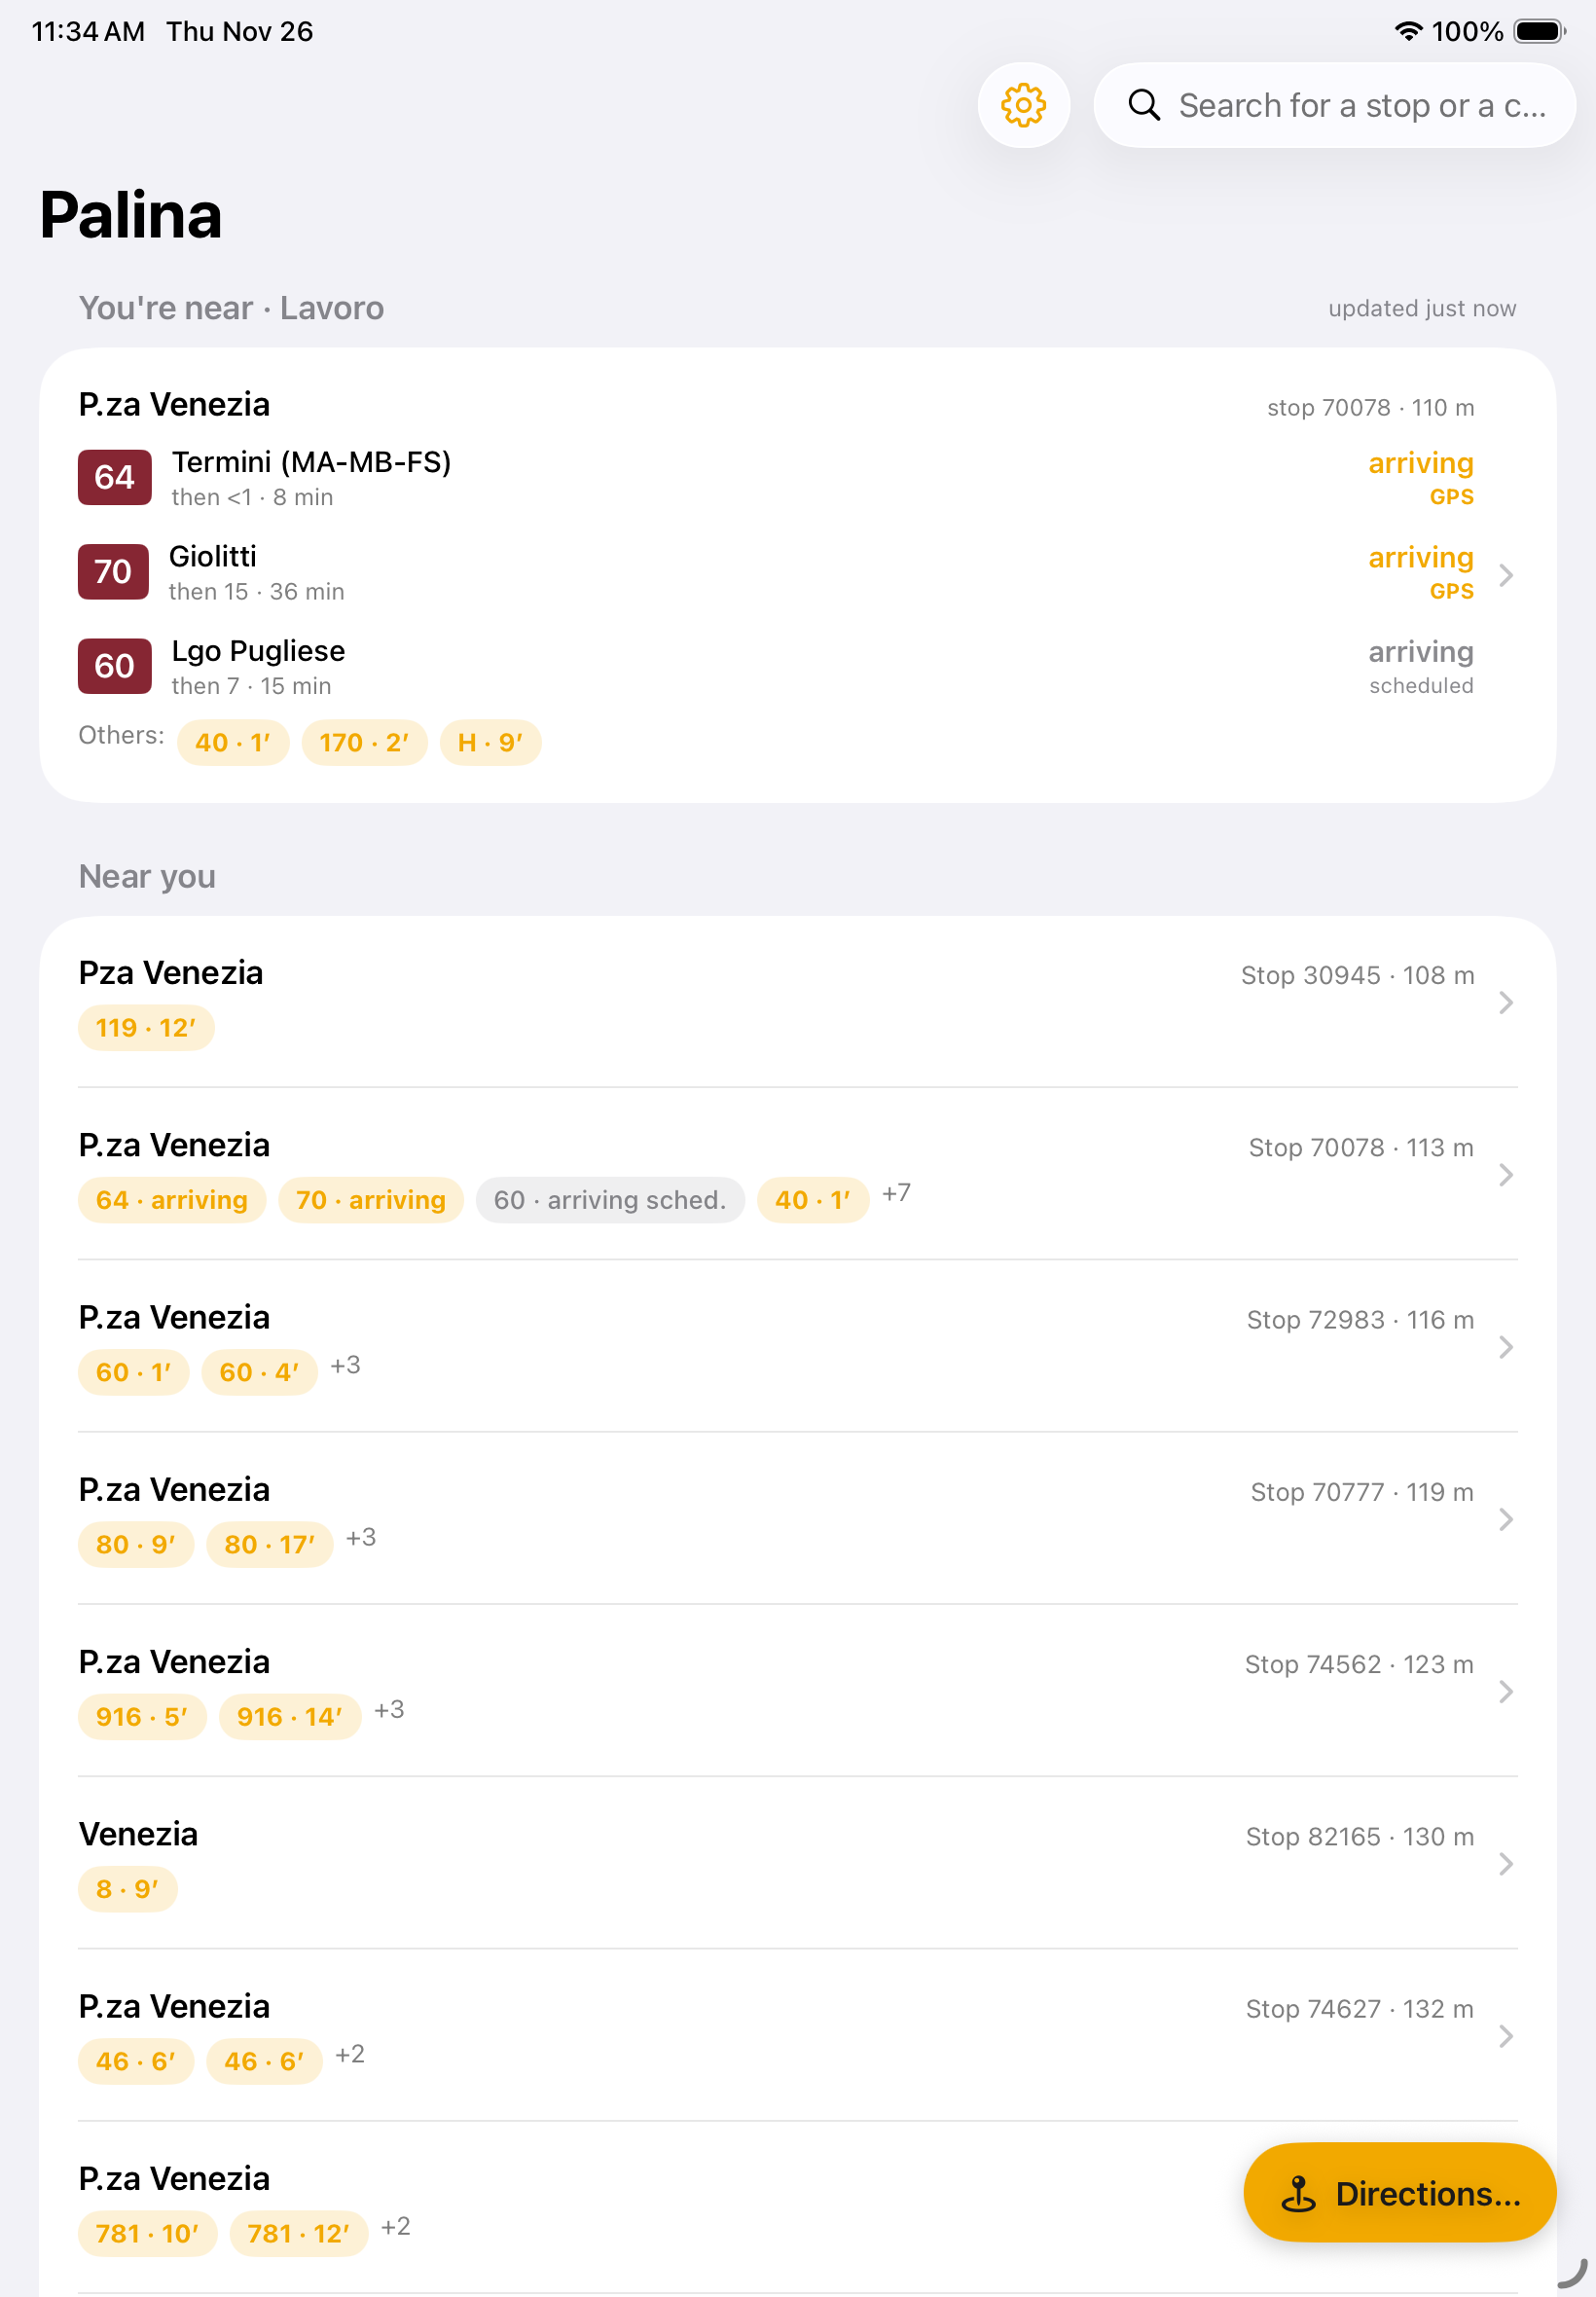 11:34 AM Thu Nov 26
100%
Search for a stop or a c...
Palina
You're near · Lavoro
updated just now
P.za Venezia
stop 70078 · 110 m
64
Termini (MA-MB-FS)
arriving
then <1 · 8 min
GPS
70
Giolitti
arriving
then 15 · 36 min
GPS
60
Lgo Pugliese
arriving
then 7 · 15 min
scheduled
Others: 40 · 1′ 170 · 2′ H · 9′
Near you
Pza Venezia
Stop 30945 · 108 m
119 · 12′
P.za Venezia
Stop 70078 · 113 m
64 · arriving 70 · arriving 60 · arriving sched. 40 · 1′ +7
P.za Venezia
Stop 72983 · 116 m
60 · 1′ 60 · 4′ +3
P.za Venezia
Stop 70777 · 119 m
80 · 9′ 80 · 17′ +3
P.za Venezia
Stop 74562 · 123 m
916 · 5′ 916 · 14′ +3
Venezia
Stop 82165 · 130 m
8 · 9′
P.za Venezia
Stop 74627 · 132 m
46 · 6′ 46 · 6′ +2
P.za Venezia
781 · 10′ 781 · 12′ +2
Directions...